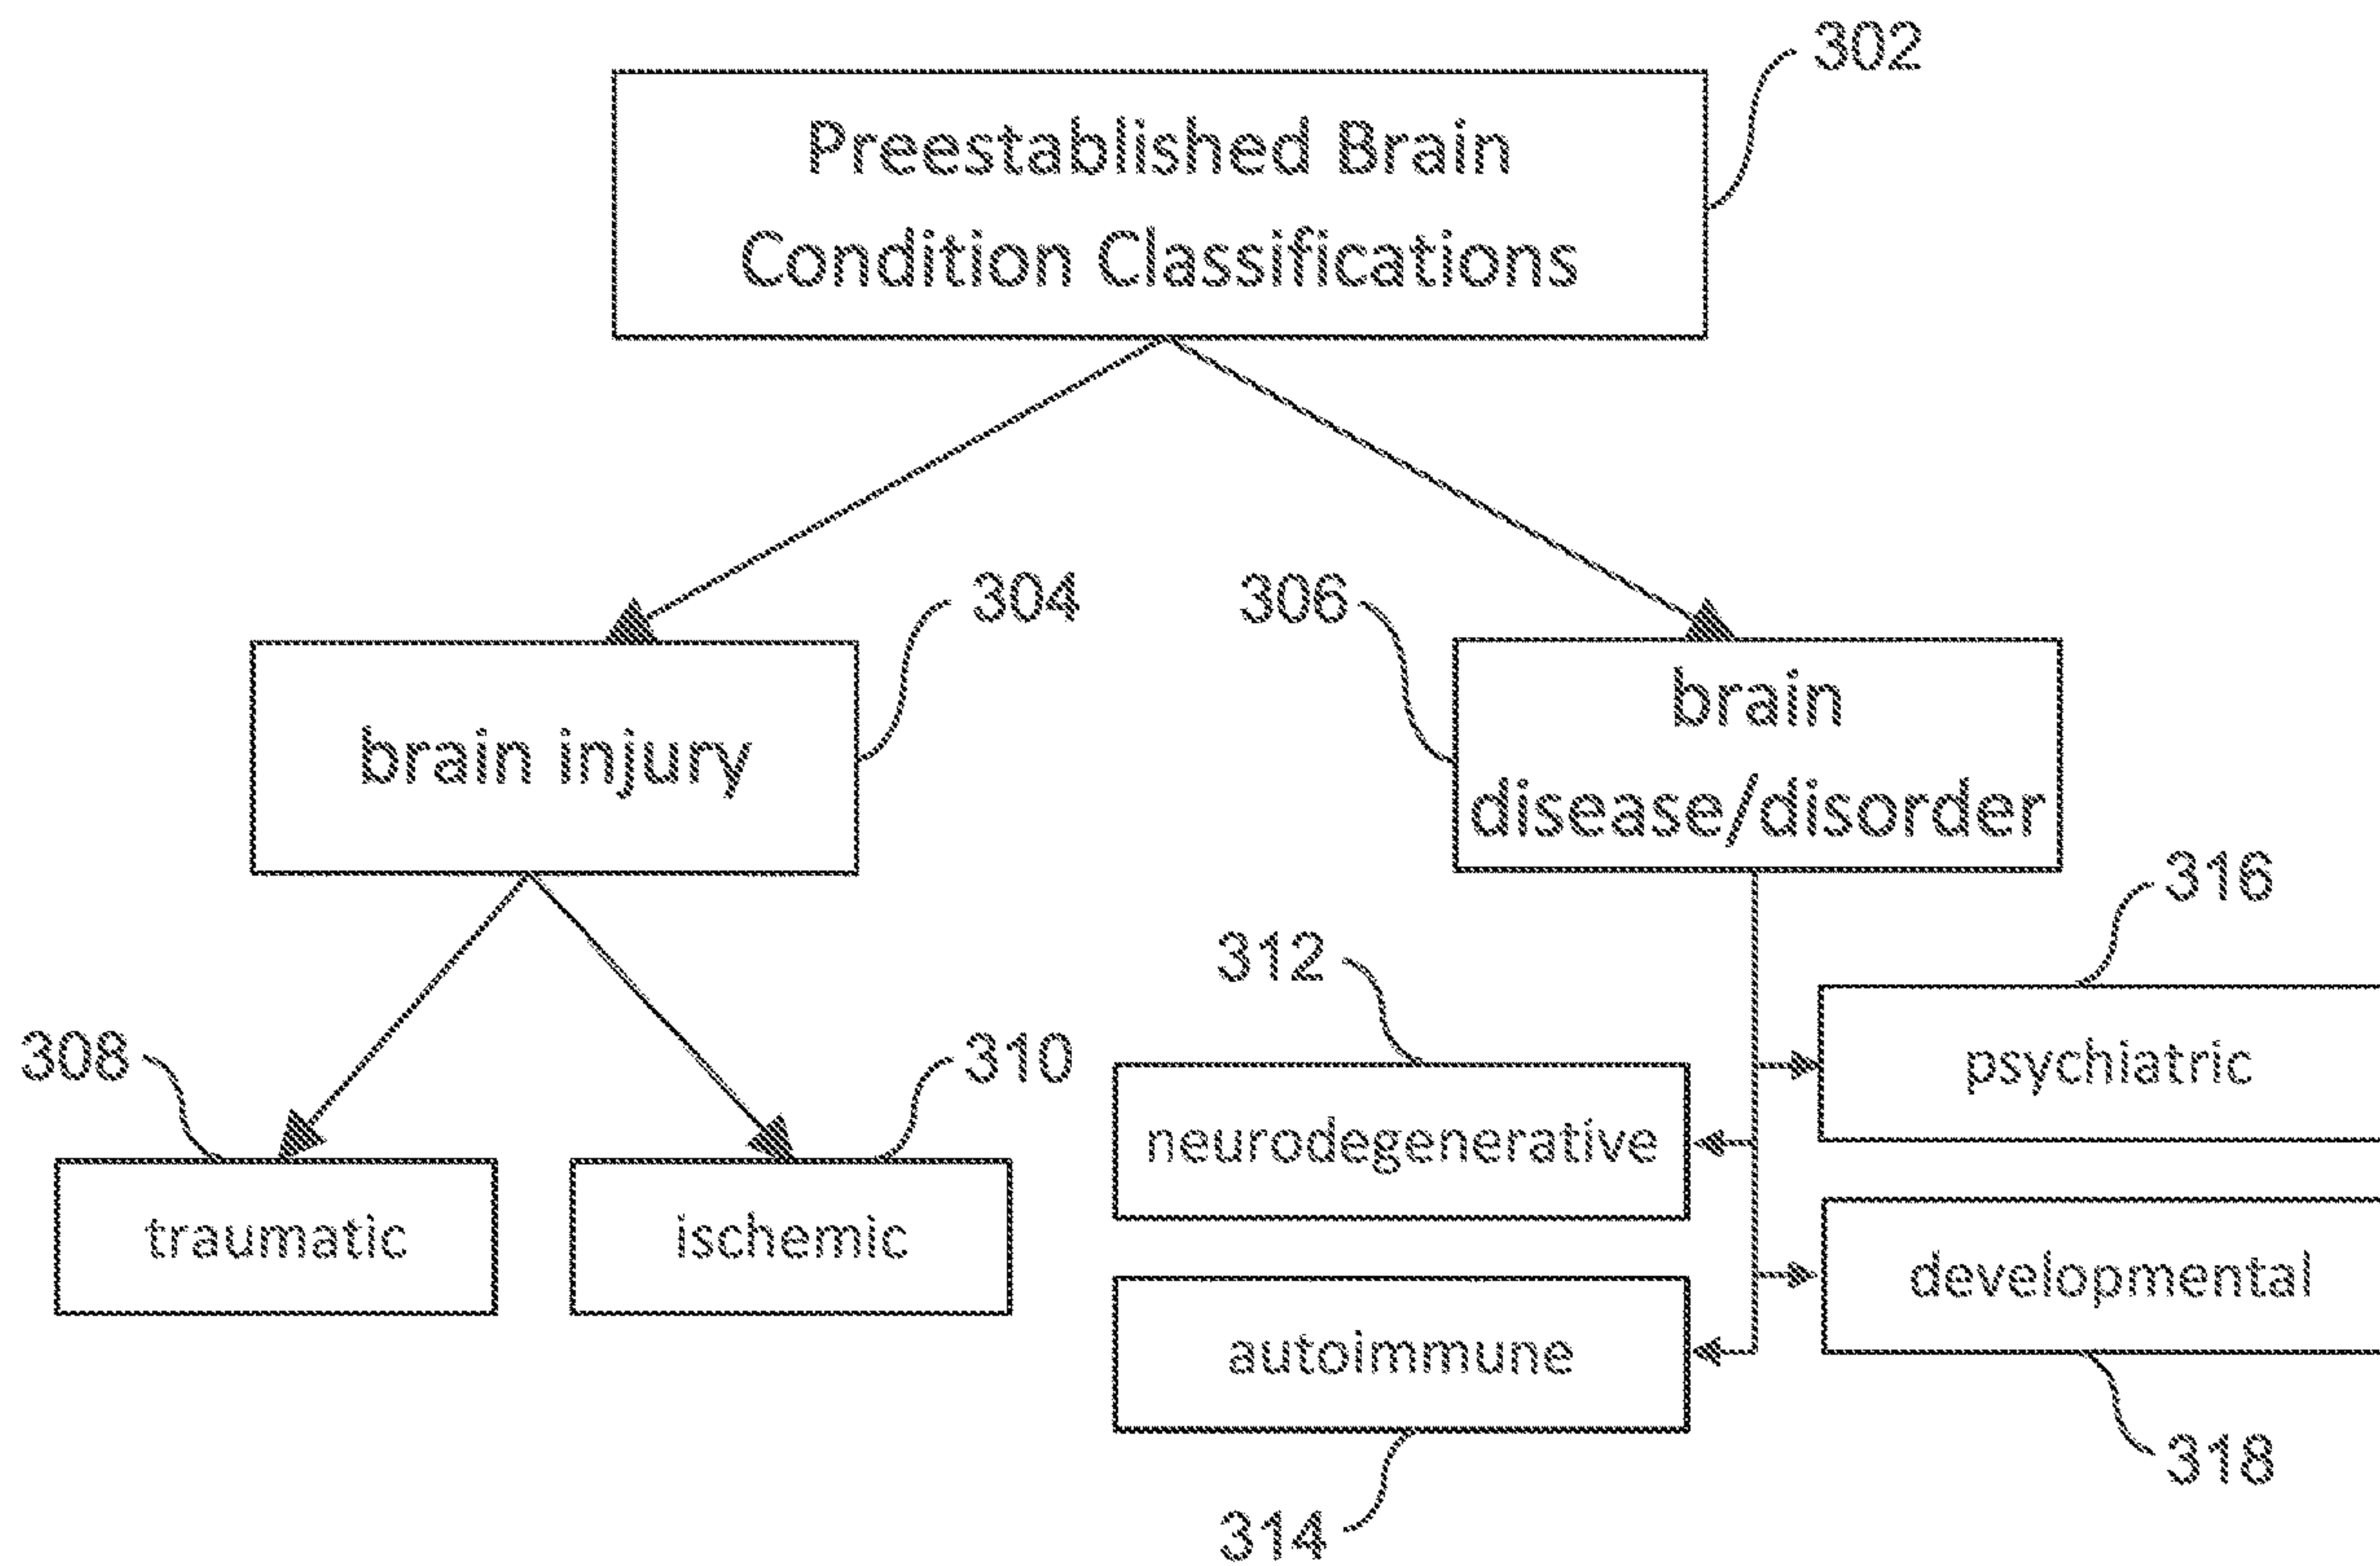 302
Preestablished Brain
Condition Classifications
304
306
brain injury
brain
disease/disorder
316
312
308
310
psychiatric
neurodegenerative
traumatic
ischemic
developmental
autoimmune
318
314